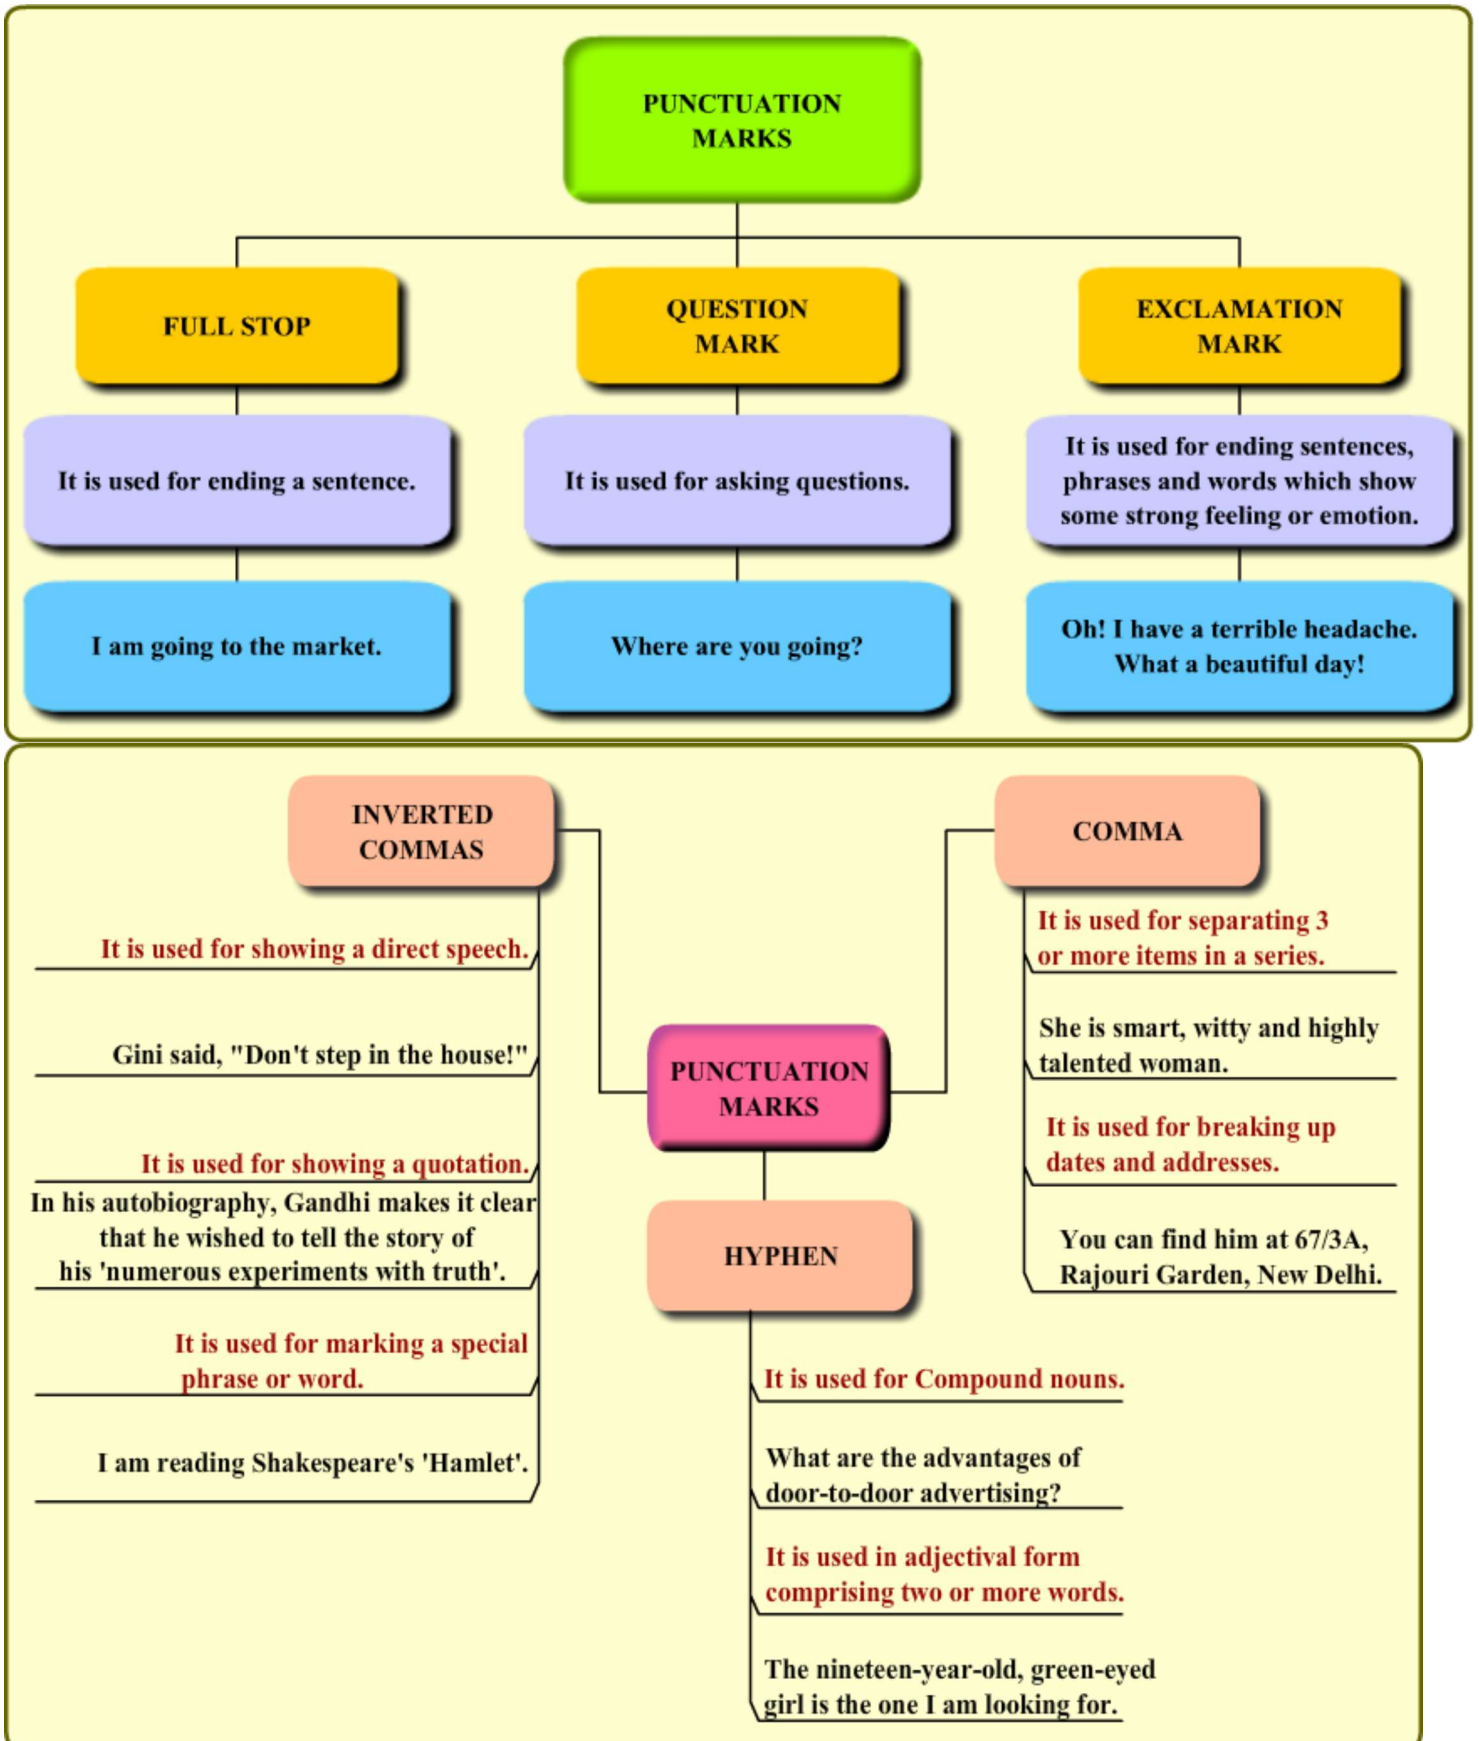 PUNCTUATION
MARKS
FULL STOP
It is used for ending a sentence.
I am going to the market.
QUESTION
MARK
It is used for asking questions.
Where are you going?
EXCLAMATION
MARK
It is used for ending sentences,
phrases and words which show
some strong feeling or emotion.
Oh! I have a terrible headache.
What a beautiful day!
PUNCTUATION
MARKS
INVERTED
COMMAS
It is used for showing a direct speech.
Gini said, "Don't step in the house!"
It is used for showing a quotation.
In his autobiography, Gandhi makes it clear
that he wished to tell the story of
his 'numerous experiments with truth'.
It is used for marking a special
phrase or word.
I am reading Shakespeare's 'Hamlet'.
COMMA
It is used for separating 3
or more items in a series.
She is smart, witty and highly
talented woman.
It is used for breaking up
dates and addresses.
You can find him at 67/3A,
Rajouri Garden, New Delhi.
HYPHEN
It is used for Compound nouns.
What are the advantages of
door-to-door advertising?
It is used in adjectival form
comprising two or more words.
The nineteen-year-old, green-eyed
girl is the one I am looking for.